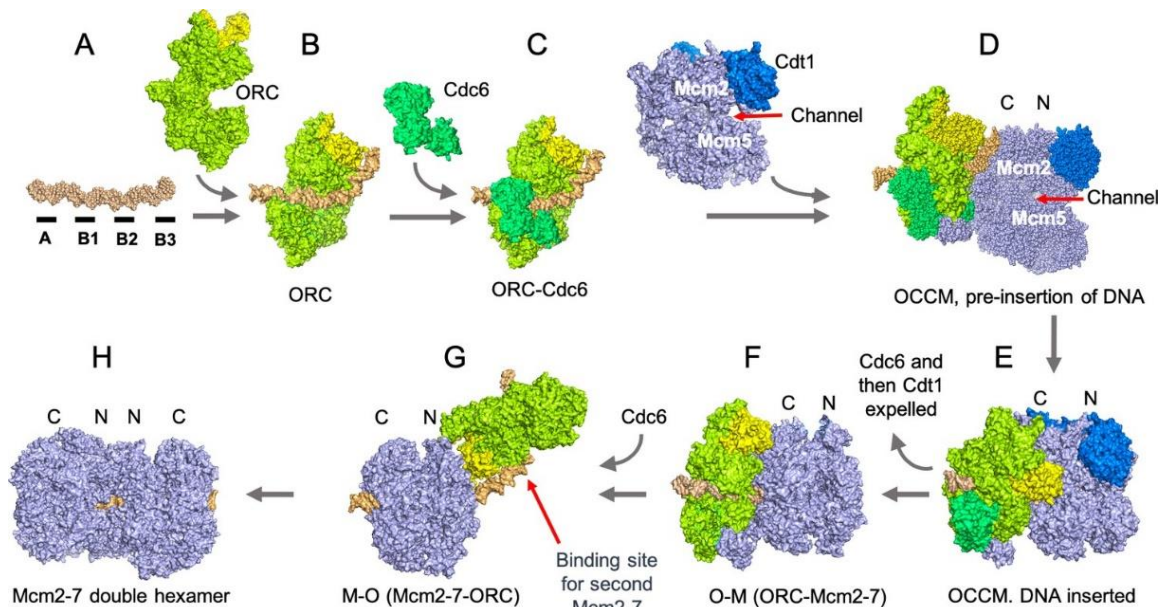 A
B
C
D
ORC
Cdc6
Mcm2
Cdt1
Channel
Mcm5
C N
Mcm2
Channel
Mcm5
A B1 B2 B3
ORC
ORC-Cdc6
OCCM, pre-insertion of DNA
H
G
F
E
Cdc6 and
then Cdt1
expelled
C N N C
C N
Cdc6
C N
C N
Binding site
for second
Mcm2-7
Mcm2-7 double hexamer
M-O (Mcm2-7-ORC)
O-M (ORC-Mcm2-7)
OCCM. DNA inserted